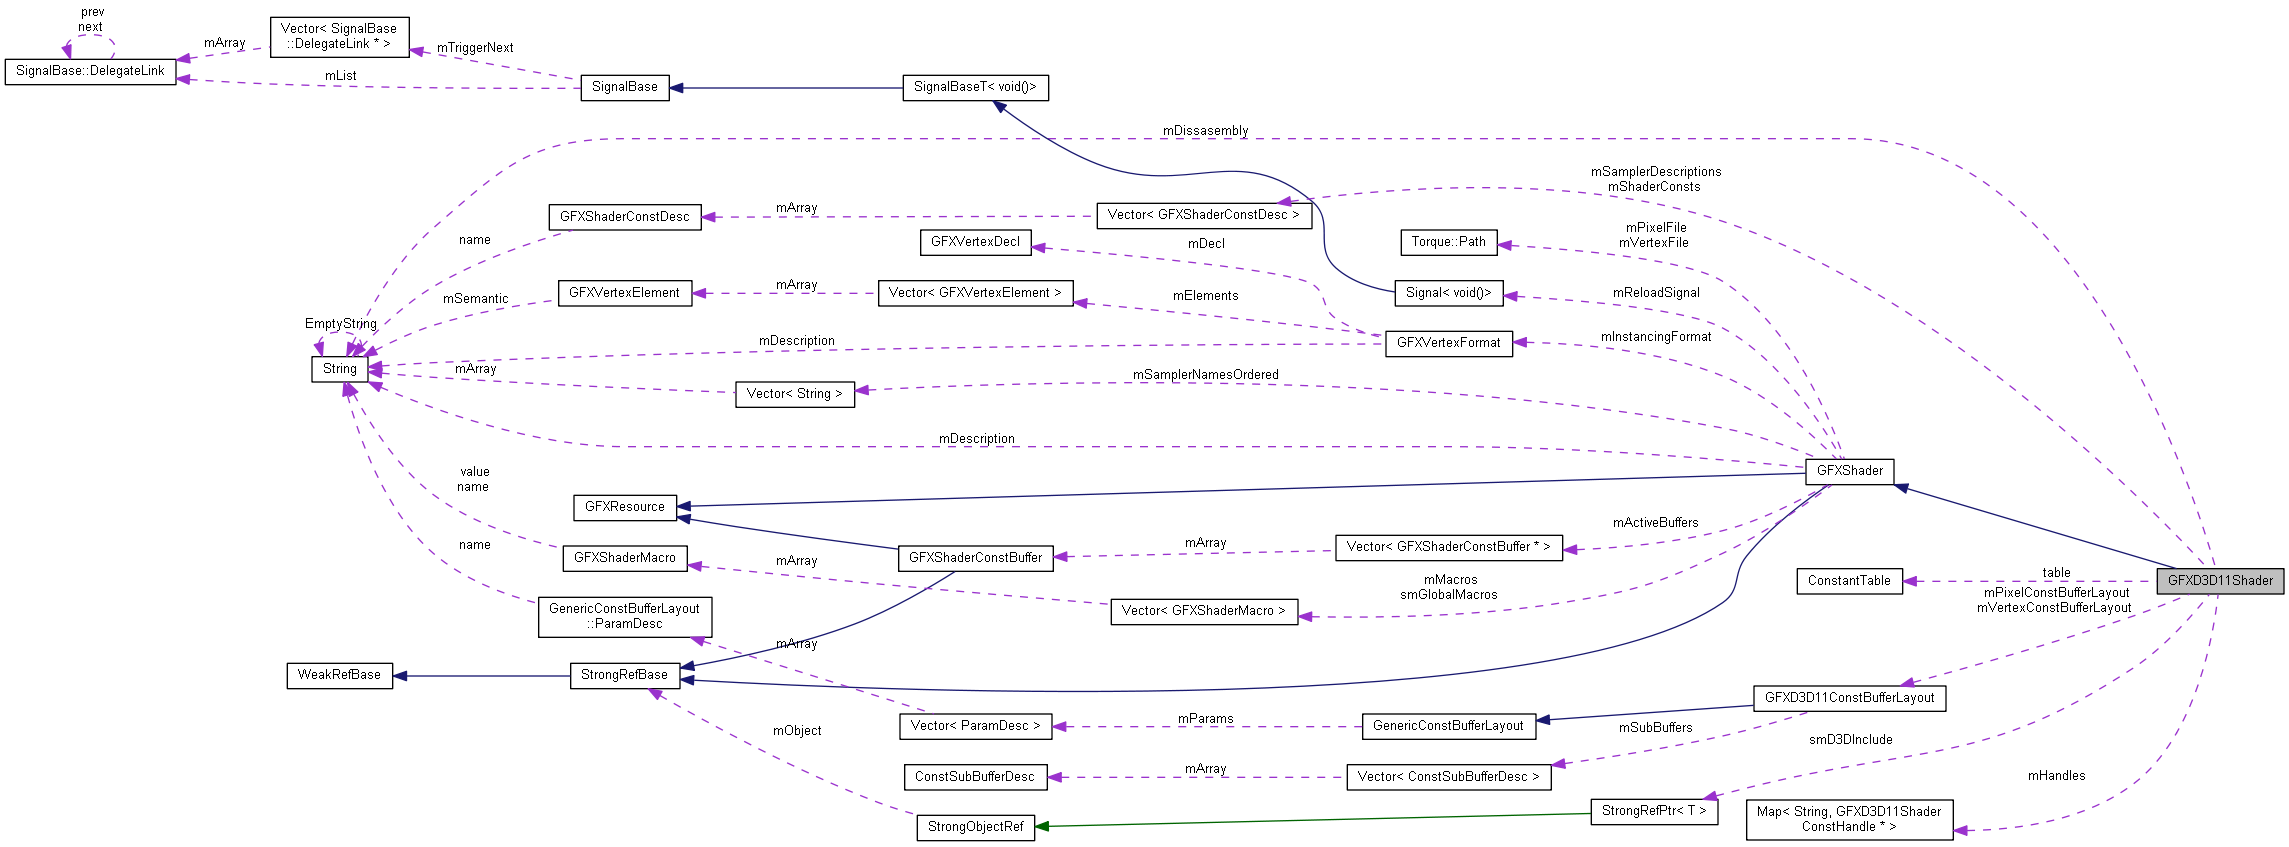 prev
next
SignalBase::DelegateLink
mArray
mList
Vector< SignalBase
::DelegateLink * >
mTriggerNext
SignalBase
SignalBaseT< void()>
mDissasembly
mSamplerDescriptions
mShaderConsts
GFXShaderConstDesc
mArray
Vector< GFXShaderConstDesc >
name
GFXVertexDecl
mDecl
Torque::Path
mPixelFile
mVertexFile
mSemantic
GFXVertexElement
mArray
Vector< GFXVertexElement >
mElements
Signal< void()>
mReloadSignal
EmptyString
String
mDescription
GFXVertexFormat
mInstancingFormat
mArray
Vector< String >
mSamplerNamesOrdered
mDescription
GFXShader
value
name
GFXResource
name
GFXShaderMacro
mArray
GFXShaderConstBuffer
mArray
Vector< GFXShaderConstBuffer * >
mActiveBuffers
mMacros
smGlobalMacros
Vector< GFXShaderMacro >
ConstantTable
table
GFXD3D11Shader
mPixelConstBufferLayout
mVertexConstBufferLayout
GenericConstBufferLayout
::ParamDesc
mArray
WeakRefBase
StrongRefBase
Vector< ParamDesc >
mParams
GenericConstBufferLayout
GFXD3D11ConstBufferLayout
mSubBuffers
mObject
smD3DInclude
ConstSubBufferDesc
mArray
Vector< ConstSubBufferDesc >
mHandles
StrongObjectRef
StrongRefPtr< T >
Map< String, GFXD3D11Shader
ConstHandle * >